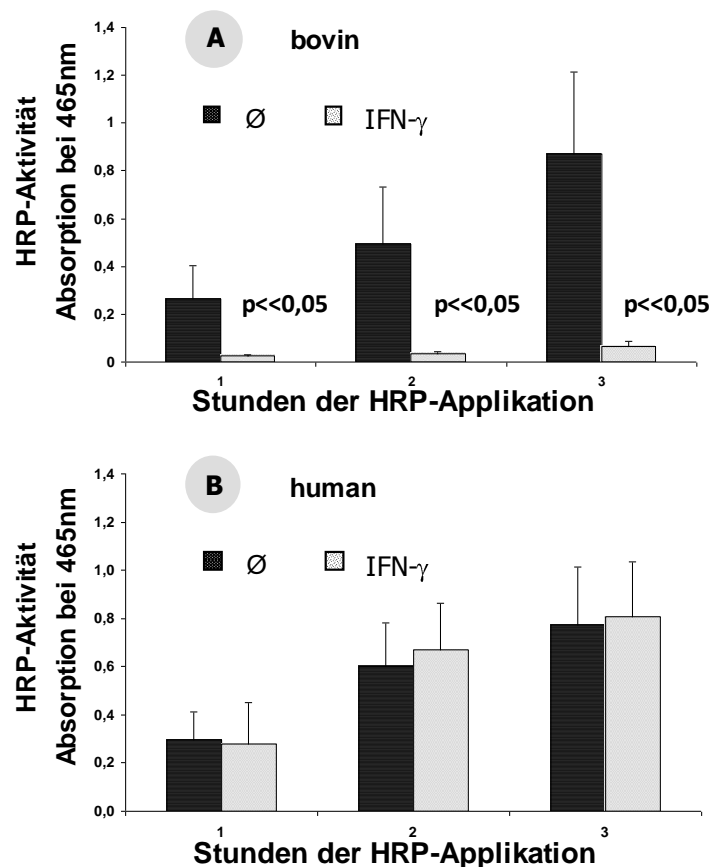 A bovin
Ø IFN-γ
HRP-Aktivität
Absorption bei 465nm
1,4
1,2
1
0,8
0,6
0,4
0,2
0
p<<0,05 p<<0,05 p<<0,05
1 2 3
Stunden der HRP-Applikation
B human
Ø IFN-γ
HRP-Aktivität
Absorption bei 465nm
1,4
1,2
1,0
0,8
0,6
0,4
0,2
0,0
1 2 3
Stunden der HRP-Applikation